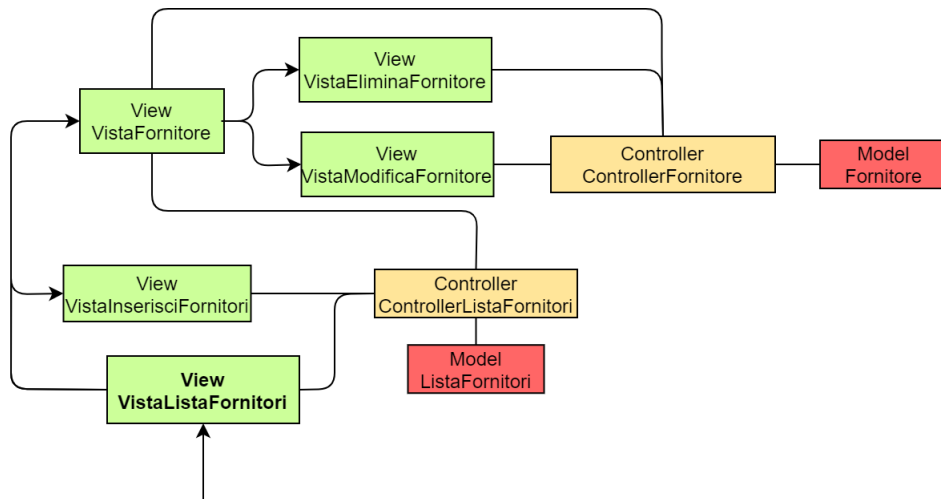 View
VistaEliminaFornitore
View
VistaFornitore
View
VistaModificaFornitore
Controller
ControllerFornitore
Model
Fornitore
View
VistaInserisciFornitori
Controller
ControllerListaFornitori
Model
ListaFornitori
View
VistaListaFornitori